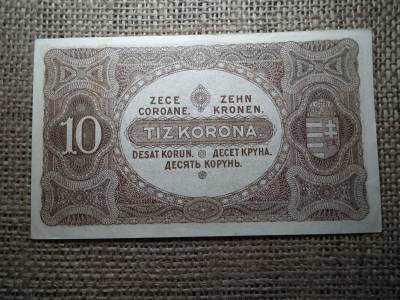 ZECE ZEHN
COROANE. KRONEN.
10 TIZ KORONA.
DESAT KORUN. ДЕСЕТ КРУНА.
ДЕСЯТЬ КОРУНЬ.